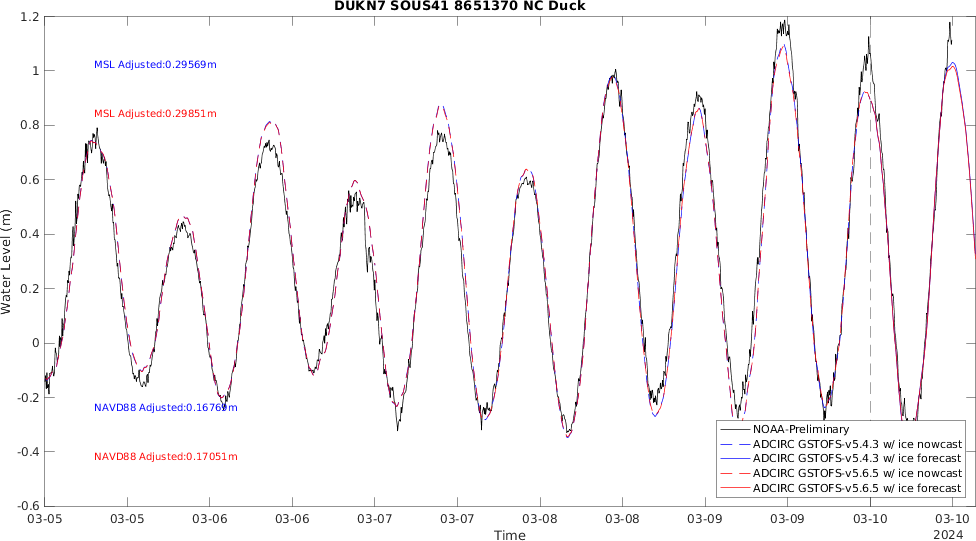 DUKN7 SOUS41 8651370 NC Duck
1.2
1
0.8
0.6
0.4
0.2
0
-0.2
-0.4
-0.6
Water Level (m)
MSL Adjusted:0.29569m
MSL Adjusted:0.29851m
NAVD88 Adjusted:0.16769m
NAVD88 Adjusted:0.17051m
NOAA-Preliminary
ADCIRC GSTOFS-v5.4.3 w/ ice nowcast
ADCIRC GSTOFS-v5.4.3 w/ ice forecast
ADCIRC GSTOFS-v5.6.5 w/ ice nowcast
ADCIRC GSTOFS-v5.6.5 w/ ice forecast
03-05 03-05 03-06 03-06 03-07 03-07 03-08 03-08 03-09 03-09 03-10 03-10
2024
Time